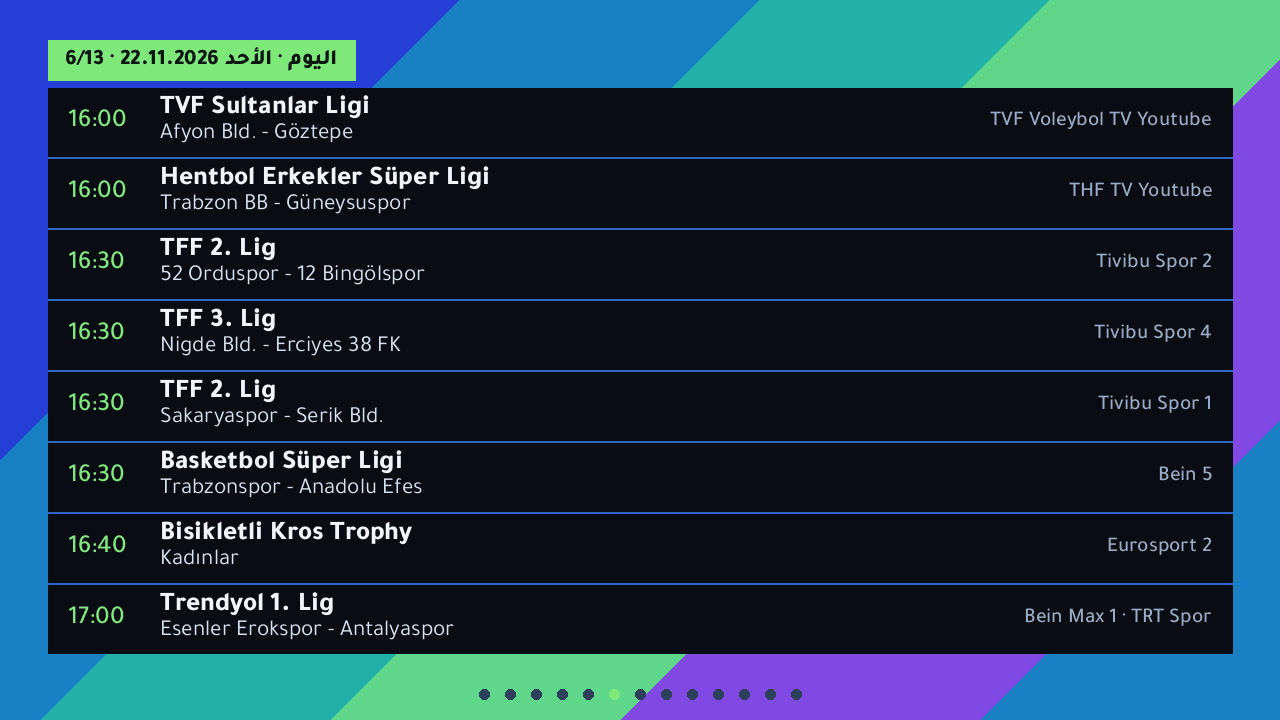 اليوم · الأحد 22.11.2026 · 6/13
16:00
TVF Sultanlar Ligi
Afyon Bld. - Göztepe
TVF Voleybol TV Youtube
16:00
Hentbol Erkekler Süper Ligi
Trabzon BB - Güneysuspor
THF TV Youtube
16:30
TFF 2. Lig
52 Orduspor - 12 Bingölspor
Tivibu Spor 2
16:30
TFF 3. Lig
Nigde Bld. - Erciyes 38 FK
Tivibu Spor 4
16:30
TFF 2. Lig
Sakaryaspor - Serik Bld.
Tivibu Spor 1
16:30
Basketbol Süper Ligi
Trabzonspor - Anadolu Efes
Bein 5
16:40
Bisikletli Kros Trophy
Kadınlar
Eurosport 2
17:00
Trendyol 1. Lig
Esenler Erokspor - Antalyaspor
Bein Max 1 · TRT Spor